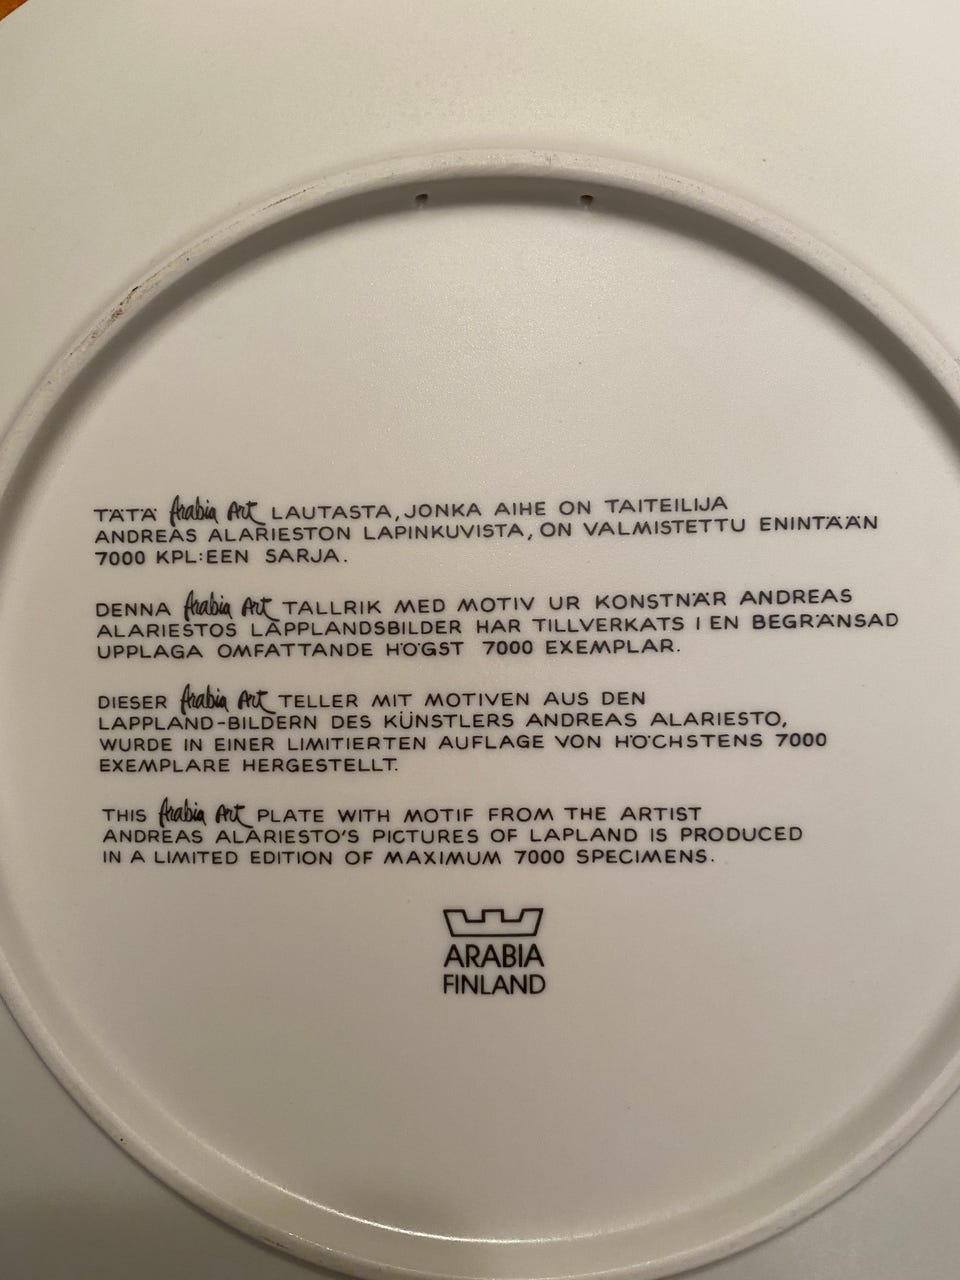 TÄTÄ Arabia Art LAUTASTA, JONKA AIHE ON TAITEILIJA
ANDREAS ALARIESTON LAPINKUVISTA, ON VALMISTETTU ENINTÄÄN
7000 KPL:EEN SARJA.
DENNA Arabia Art TALLRIK MED MOTIV UR KONSTNÄR ANDREAS
ALARIESTOS LAPPLANDSBILDER HAR TILLVERKATS I EN BEGRÄNSAD
UPPLAGA OMFATTANDE HÖGST 7000 EXEMPLAR.
DIESER Arabia Art TELLER MIT MOTIVEN AUS DEN
LAPPLAND-BILDERN DES KÜNSTLERS ANDREAS ALARIESTO,
WURDE IN EINER LIMITIERTEN AUFLAGE VON HÖCHSTENS 7000
EXEMPLARE HERGESTELLT.
THIS Arabia Art PLATE WITH MOTIF FROM THE ARTIST
ANDREAS ALARIESTO'S PICTURES OF LAPLAND IS PRODUCED
IN A LIMITED EDITION OF MAXIMUM 7000 SPECIMENS.
ARABIA
FINLAND